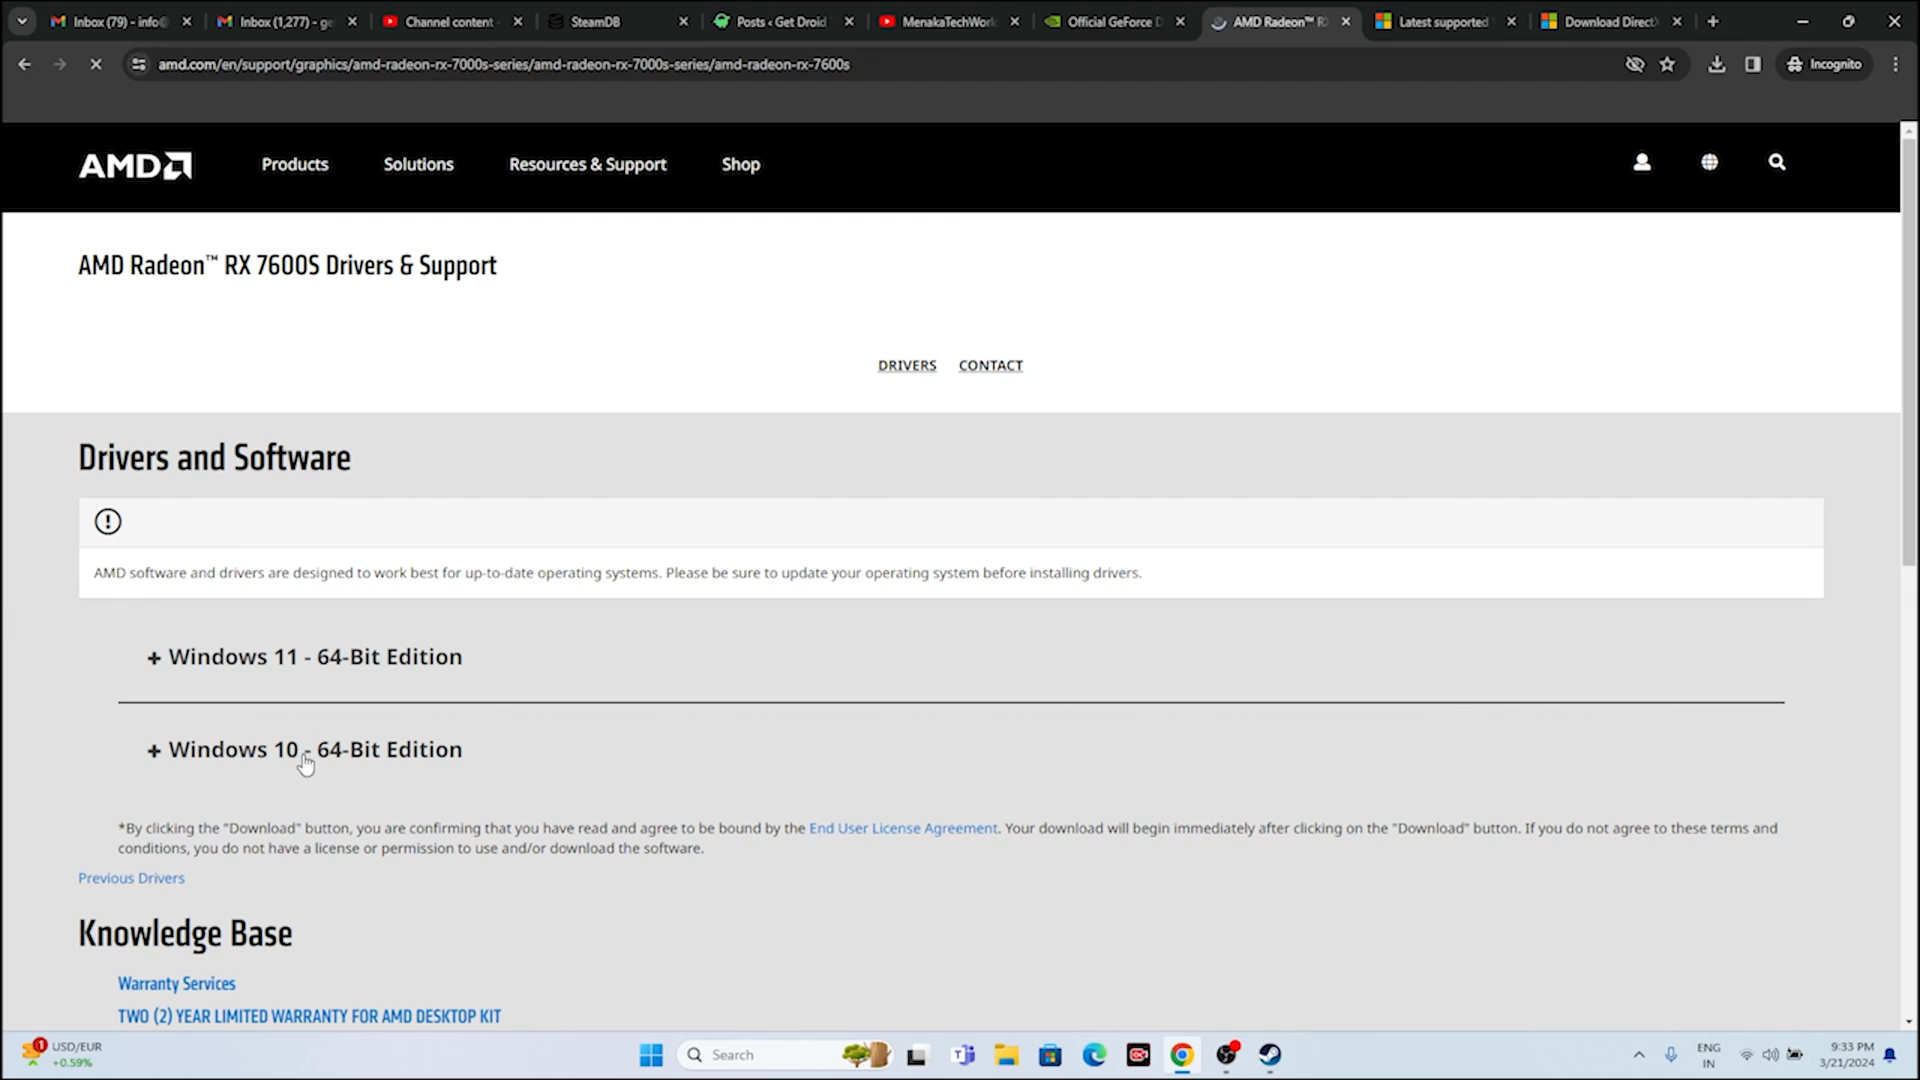 Inbox (79) - info@
Inbox (1,277) - ge
Channel content
SteamDB
Posts ‹ Get Droid
MenakaTechWorl
Official GeForce D
AMD Radeon™ R
Latest supported
Download DirectX
amd.com/en/support/graphics/amd-radeon-rx-7000s-series/amd-radeon-rx-7000s-series/amd-radeon-rx-7600s
Incognito
AMD
Products
Solutions
Resources & Support
Shop
AMD Radeon™ RX 7600S Drivers & Support
DRIVERS
CONTACT
Drivers and Software
AMD software and drivers are designed to work best for up-to-date operating systems. Please be sure to update your operating system before installing drivers.
+ Windows 11 - 64-Bit Edition
+ Windows 10 - 64-Bit Edition
*By clicking the "Download" button, you are confirming that you have read and agree to be bound by the End User License Agreement. Your download will begin immediately after clicking on the "Download" button. If you do not agree to these terms and
conditions, you do not have a license or permission to use and/or download the software.
Previous Drivers
Knowledge Base
Warranty Services
TWO (2) YEAR LIMITED WARRANTY FOR AMD DESKTOP KIT
1
USD/EUR
+0.59%
Search
ENG
IN
9:33 PM
3/21/2024